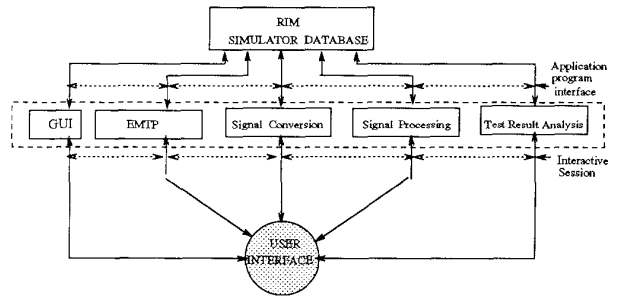 RIM
SIMULATOR DATABASE
Application
program
interface
GUI
EMTP
Signal Conversion
Signal Processing
Test Result Analysis
Interactive
Session
USER
INTERFACE